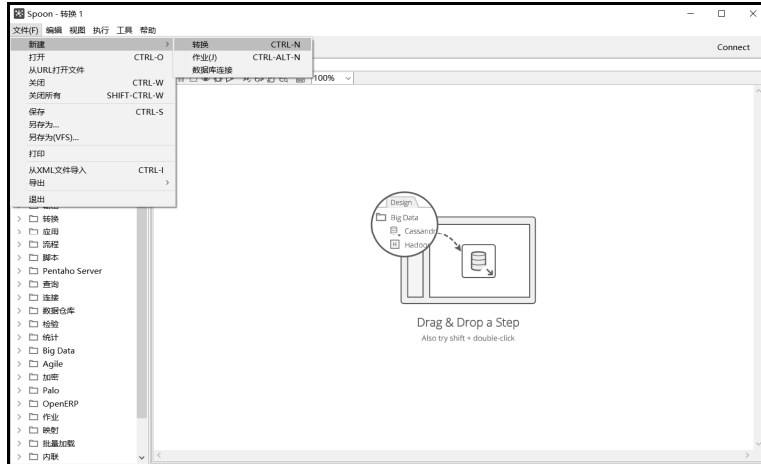 Spoon - 转换 1
文件(F) 编辑 视图 执行 工具 帮助
新建 >
打开 CTRL-O
从URL打开文件
关闭 CTRL-W
关闭所有 SHIFT-CTRL-W
保存 CTRL-S
另存为...
另存为(VFS)...
打印
从XML文件导入 CTRL-I
导出 >
退出
转换 CTRL-N
作业(J) CTRL-ALT-N
数据库连接
Connect
100%
转换
应用
流程
脚本
Pentaho Server
查询
连接
数据仓库
检验
统计
Big Data
Agile
加密
Palo
OpenERP
作业
映射
批量加载
内联
Design
Big Data
Cassandr
Hadoop
Drag & Drop a Step
Also try shift + double-click